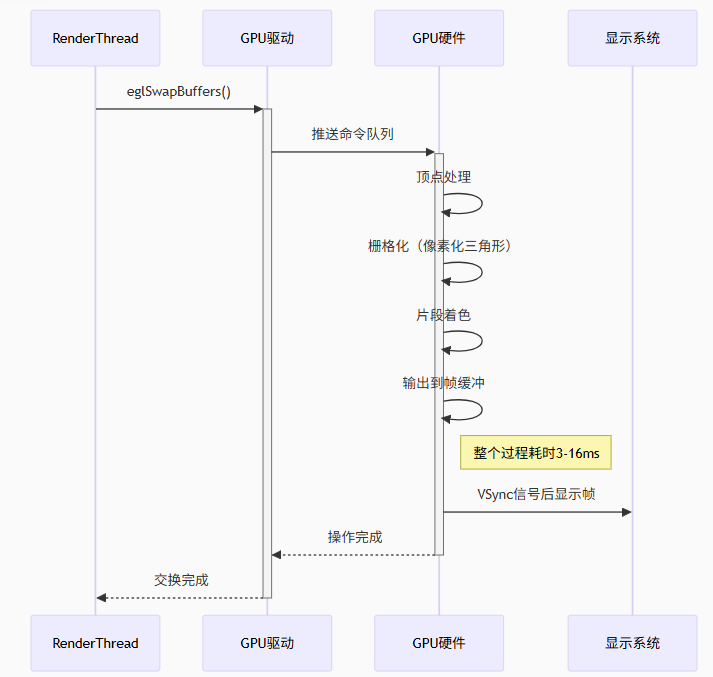 RenderThread
GPU驱动
GPU硬件
显示系统
eglSwapBuffers()
推送命令队列
顶点处理
栅格化（像素化三角形）
片段着色
输出到帧缓冲
整个过程耗时3-16ms
VSync信号后显示帧
操作完成
交换完成
RenderThread
GPU驱动
GPU硬件
显示系统